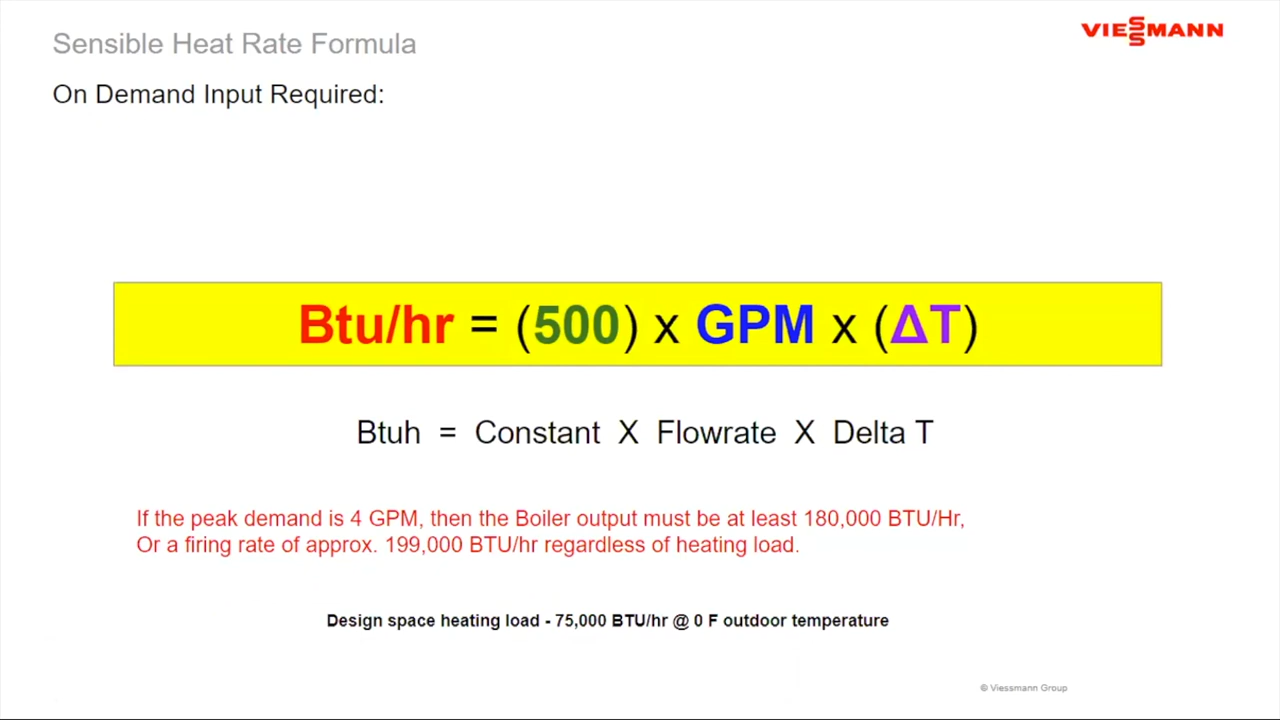 Sensible Heat Rate Formula
VIESSMANN
On Demand Input Required:
Btu/hr = (500) x GPM x (ΔT)
Btuh = Constant X Flowrate X Delta T
If the peak demand is 4 GPM, then the Boiler output must be at least 180,000 BTU/Hr,
Or a firing rate of approx. 199,000 BTU/hr regardless of heating load.
Design space heating load - 75,000 BTU/hr @ 0 F outdoor temperature
© Viessmann Group